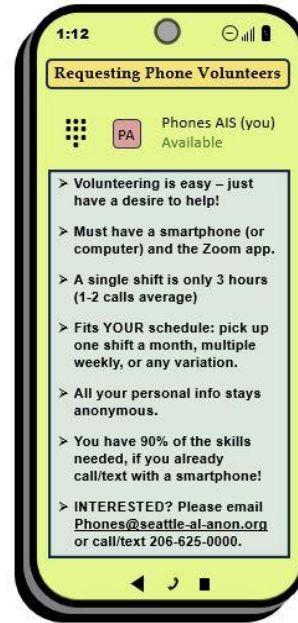 1:12
Requesting Phone Volunteers
PA
Phones AIS (you)
Available
➢ Volunteering is easy – just
have a desire to help!
➢ Must have a smartphone (or
computer) and the Zoom app.
➢ A single shift is only 3 hours
(1-2 calls average)
➢ Fits YOUR schedule: pick up
one shift a month, multiple
weekly, or any variation.
➢ All your personal info stays
anonymous.
➢ You have 90% of the skills
needed, if you already
call/text with a smartphone!
➢ INTERESTED? Please email
Phones@seattle-al-anon.org
or call/text 206-625-0000.